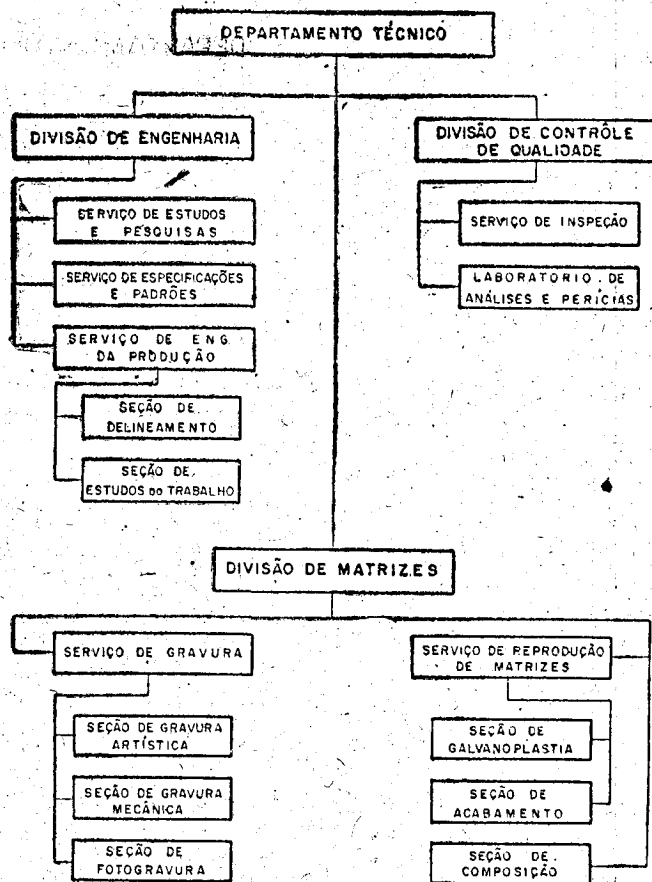 DEPARTAMENTO TÉCNICO
DIVISÃO DE ENGENHARIA
DIVISÃO DE CONTRÔLE
DE QUALIDADE
SERVIÇO DE ESTUDOS
E PESQUISAS
SERVIÇO DE INSPEÇÃO
SERVIÇO DE ESPECIFICAÇÕES
E PADRÕES
LABORATORIO DE
ANÁLISES E PERÍCIAS
SERVIÇO DE ENG.
DA PRODUÇÃO
SEÇÃO DE
DELINEAMENTO
SEÇÃO DE
ESTUDOS DO TRABALHO
DIVISÃO DE MATRIZES
SERVIÇO DE GRAVURA
SERVIÇO DE REPRODUÇÃO
DE MATRIZES
SEÇÃO DE GRAVURA
ARTÍSTICA
SEÇÃO DE
GALVANOPLASTIA
SEÇÃO DE GRAVURA
MECÂNICA
SEÇÃO DE
ACABAMENTO
SEÇÃO DE
FOTOGRAVURA
SEÇÃO DE
COMPOSIÇÃO